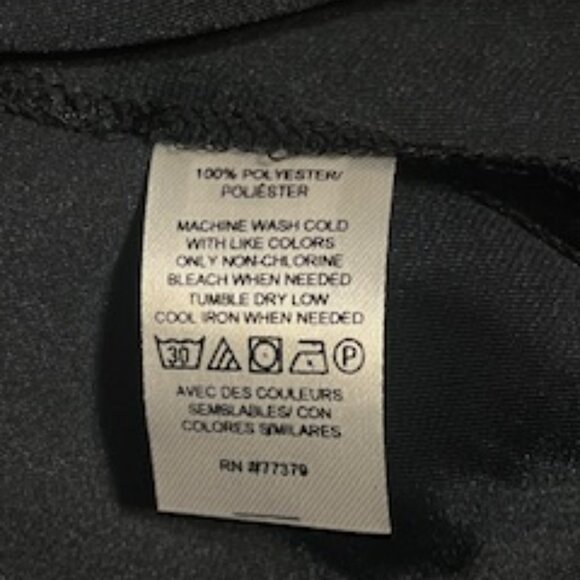 100% POLYESTER/
POLIÉSTER
MACHINE WASH COLD
WITH LIKE COLORS
ONLY NON-CHLORINE
BLEACH WHEN NEEDED
TUMBLE DRY LOW
COOL IRON WHEN NEEDED
30 P
AVEC DES COULEURS
SEMBLABLES/ CON
COLORES SIMILARES
RN #77379